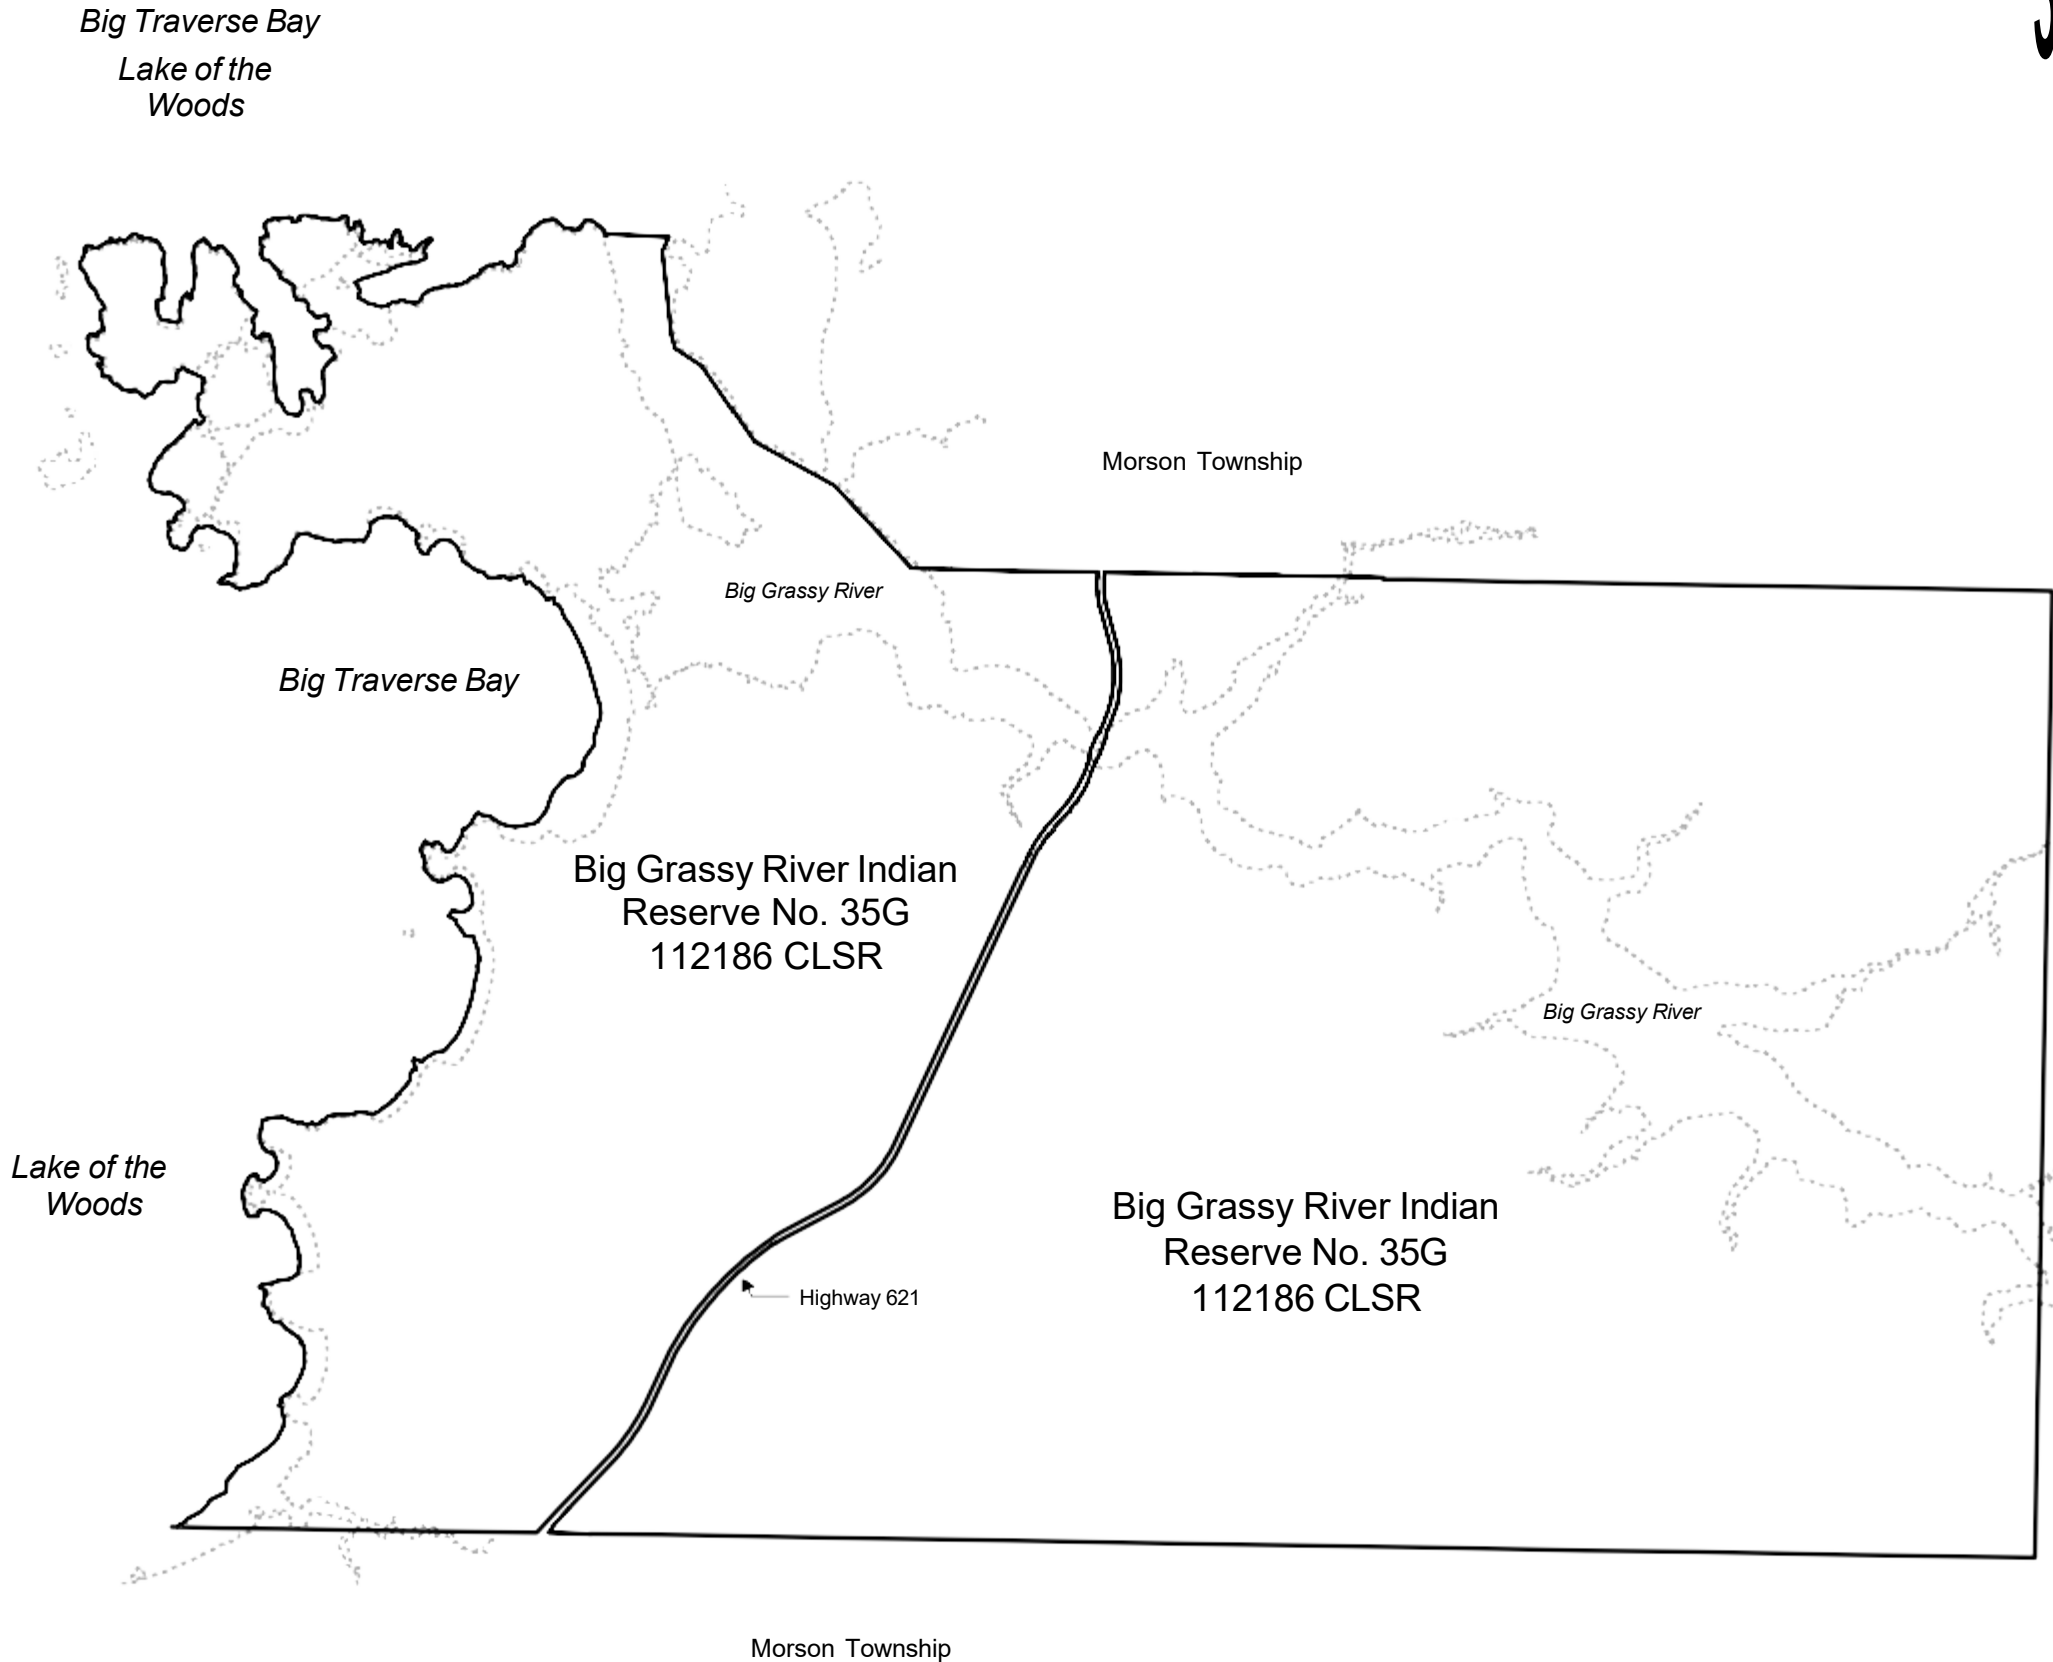 Big Traverse Bay
Lake of the
Woods
Morson Township
Big Grassy River
Big Traverse Bay
Big Grassy River Indian
Reserve No. 35G
112186 CLSR
Big Grassy River
Lake of the
Woods
Big Grassy River Indian
Reserve No. 35G
112186 CLSR
Highway 621
Morson Township